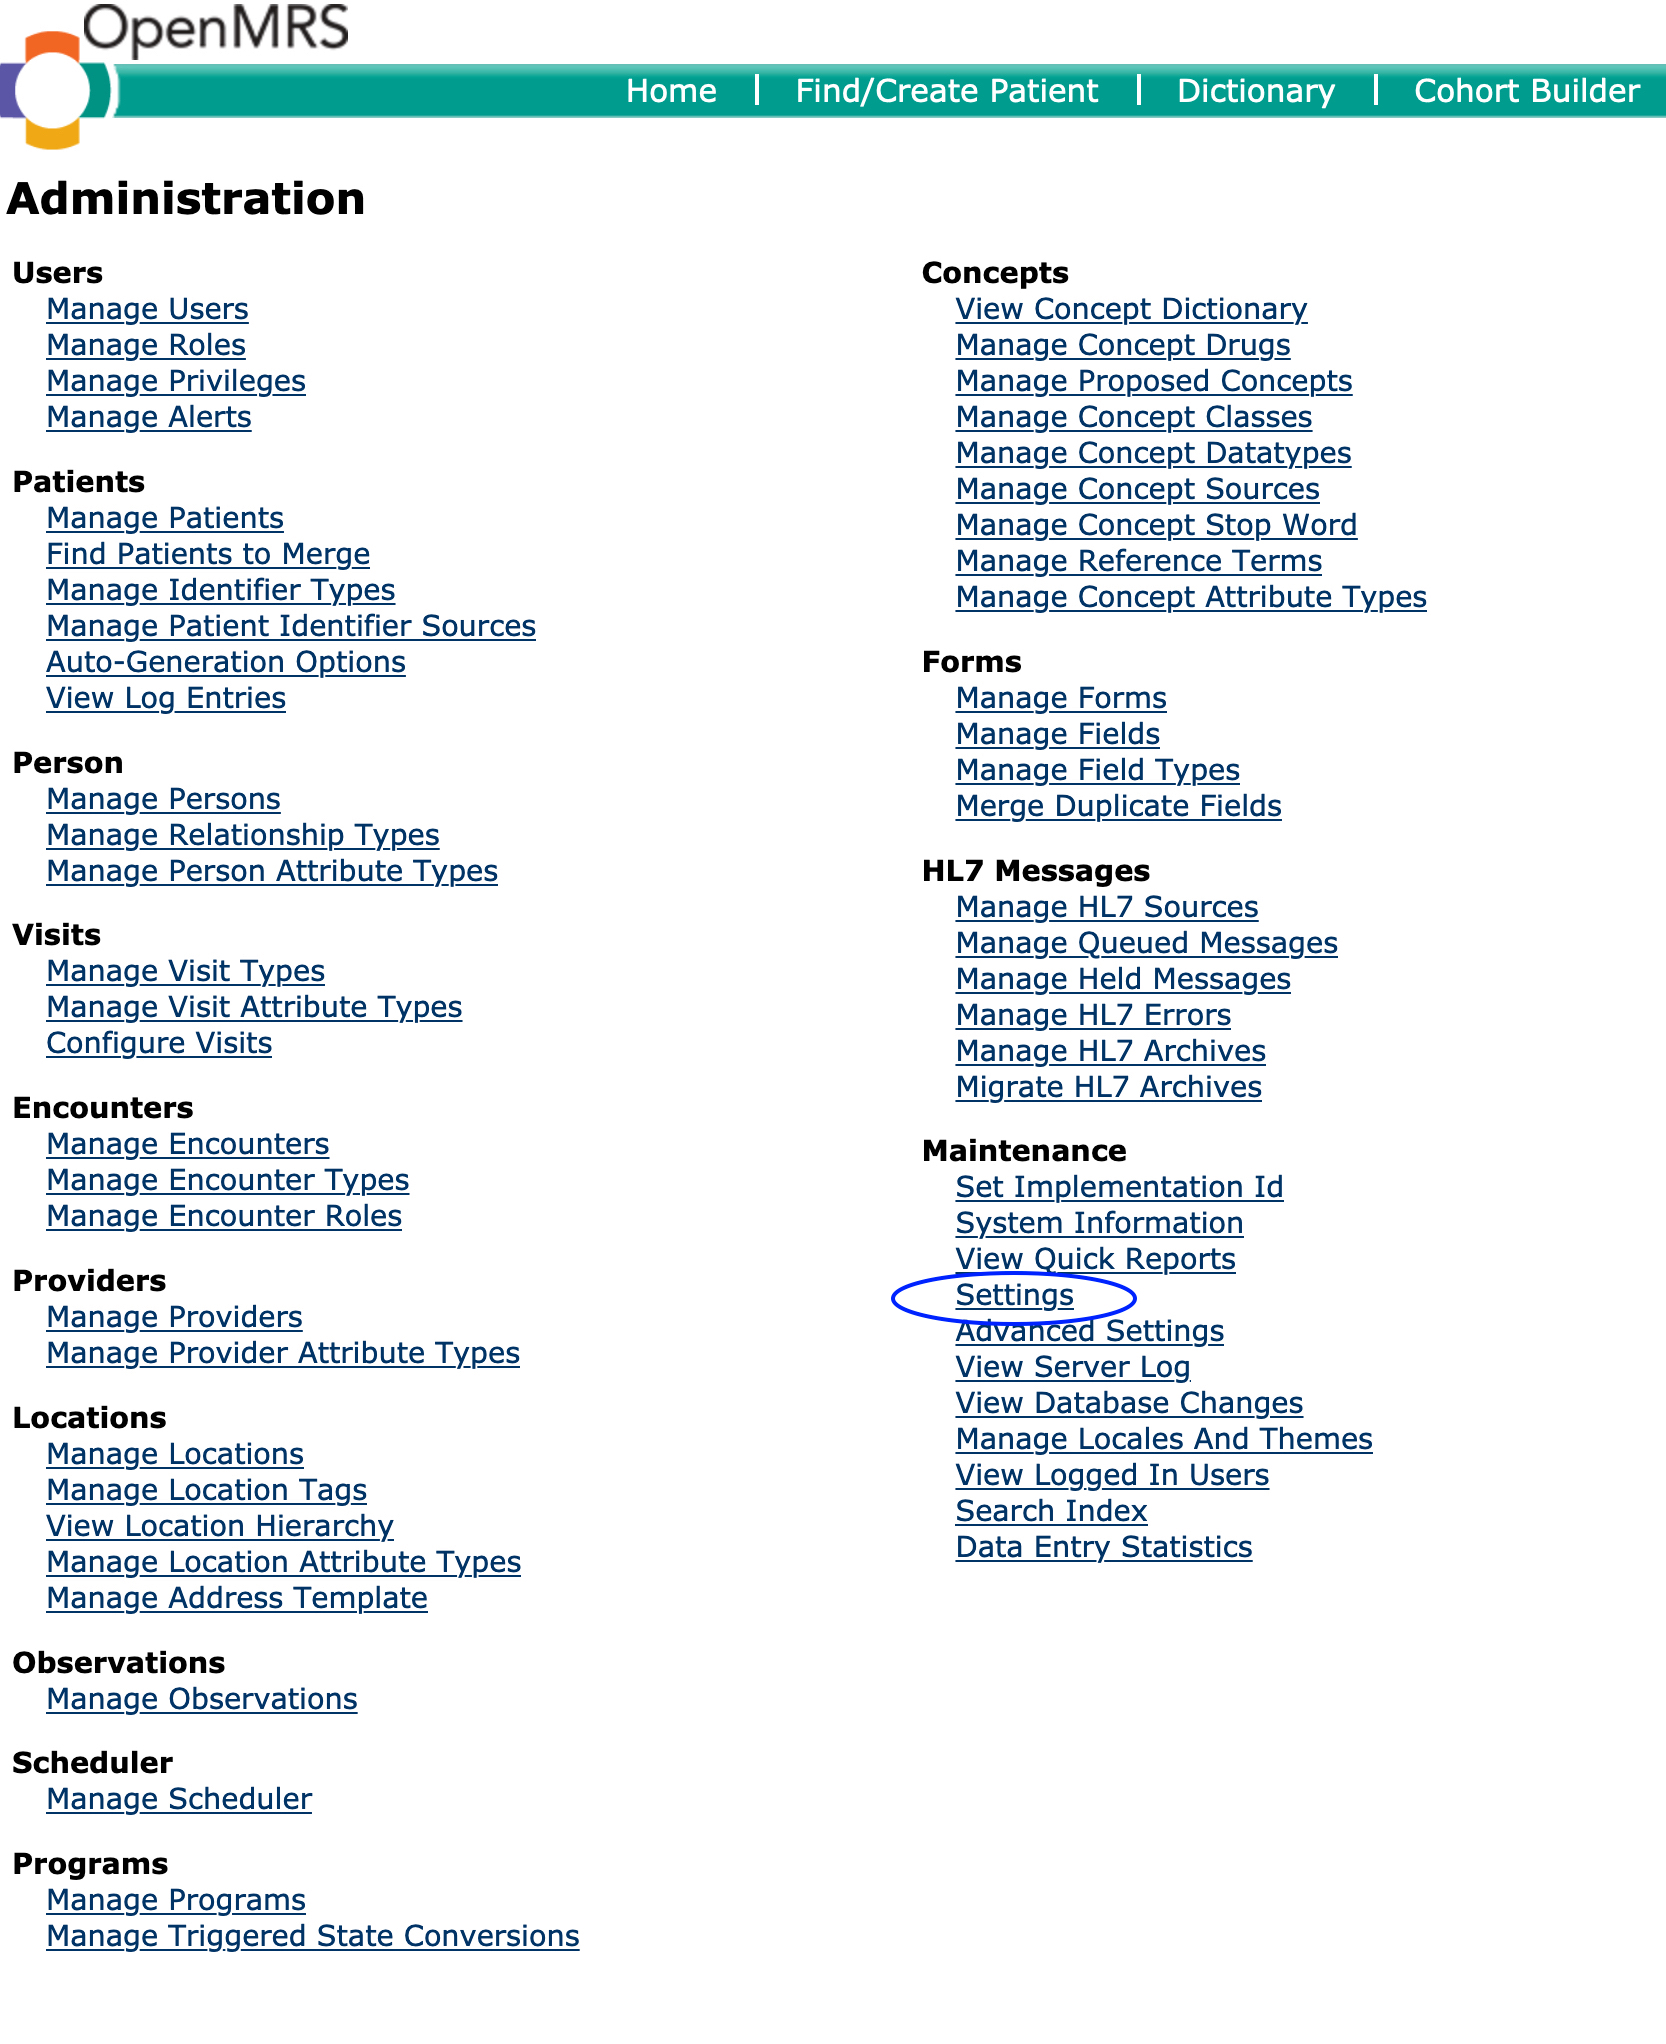 OpenMRS
Home | Find/Create Patient | Dictionary | Cohort Builder
Administration
Users
Manage Users
Manage Roles
Manage Privileges
Manage Alerts
Patients
Manage Patients
Find Patients to Merge
Manage Identifier Types
Manage Patient Identifier Sources
Auto-Generation Options
View Log Entries
Person
Manage Persons
Manage Relationship Types
Manage Person Attribute Types
Visits
Manage Visit Types
Manage Visit Attribute Types
Configure Visits
Encounters
Manage Encounters
Manage Encounter Types
Manage Encounter Roles
Providers
Manage Providers
Manage Provider Attribute Types
Locations
Manage Locations
Manage Location Tags
View Location Hierarchy
Manage Location Attribute Types
Manage Address Template
Observations
Manage Observations
Scheduler
Manage Scheduler
Programs
Manage Programs
Manage Triggered State Conversions
Concepts
View Concept Dictionary
Manage Concept Drugs
Manage Proposed Concepts
Manage Concept Classes
Manage Concept Datatypes
Manage Concept Sources
Manage Concept Stop Word
Manage Reference Terms
Manage Concept Attribute Types
Forms
Manage Forms
Manage Fields
Manage Field Types
Merge Duplicate Fields
HL7 Messages
Manage HL7 Sources
Manage Queued Messages
Manage Held Messages
Manage HL7 Errors
Manage HL7 Archives
Migrate HL7 Archives
Maintenance
Set Implementation Id
System Information
View Quick Reports
Settings
Advanced Settings
View Server Log
View Database Changes
Manage Locales And Themes
View Logged In Users
Search Index
Data Entry Statistics